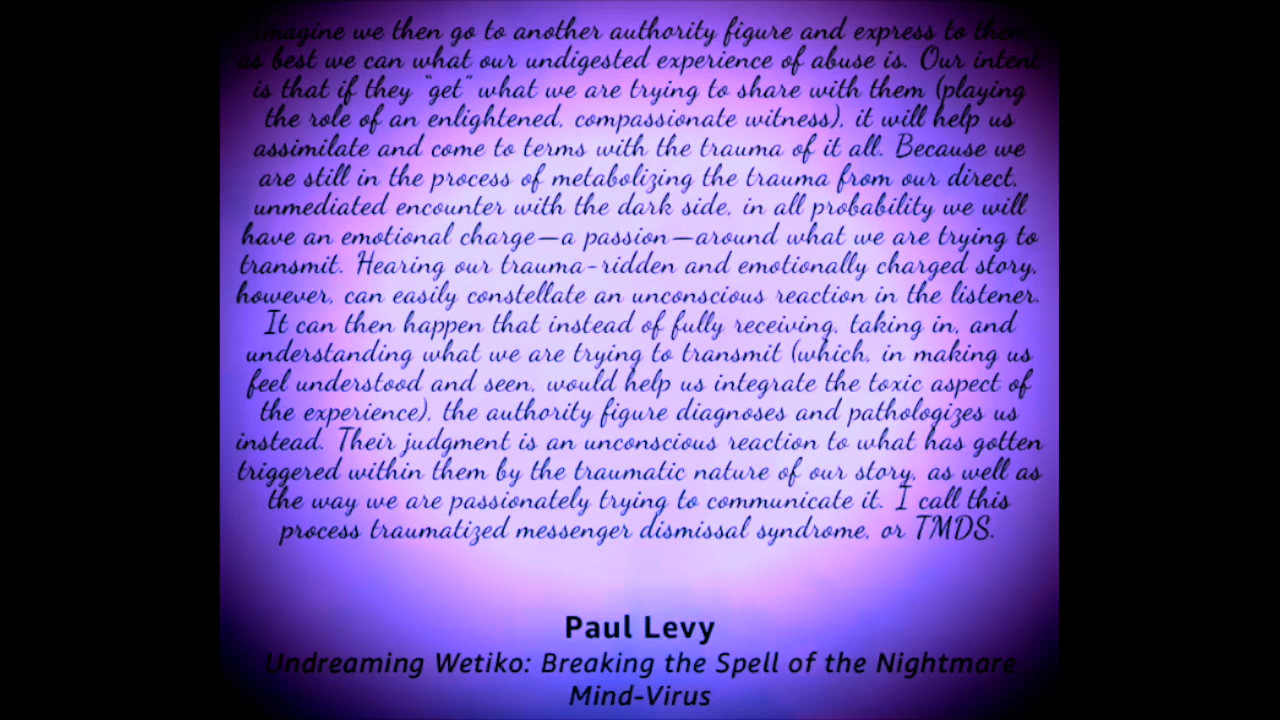 Imagine we then go to another authority figure and express to them
as best we can what our undigested experience of abuse is. Our intent
is that if they "get" what we are trying to share with them (playing
the role of an enlightened, compassionate witness), it will help us
assimilate and come to terms with the trauma of it all. Because we
are still in the process of metabolizing the trauma from our direct,
unmediated encounter with the dark side, in all probability we will
have an emotional charge—a passion—around what we are trying to
transmit. Hearing our trauma-ridden and emotionally charged story,
however, can easily constellate an unconscious reaction in the listener.
It can then happen that instead of fully receiving, taking in, and
understanding what we are trying to transmit (which, in making us
feel understood and seen, would help us integrate the toxic aspect of
the experience), the authority figure diagnoses and pathologizes us
instead. Their judgment is an unconscious reaction to what has gotten
triggered within them by the traumatic nature of our story, as well as
the way we are passionately trying to communicate it. I call this
process traumatized messenger dismissal syndrome, or TMDS.
Paul Levy
Undreaming Wetiko: Breaking the Spell of the Nightmare
Mind-Virus